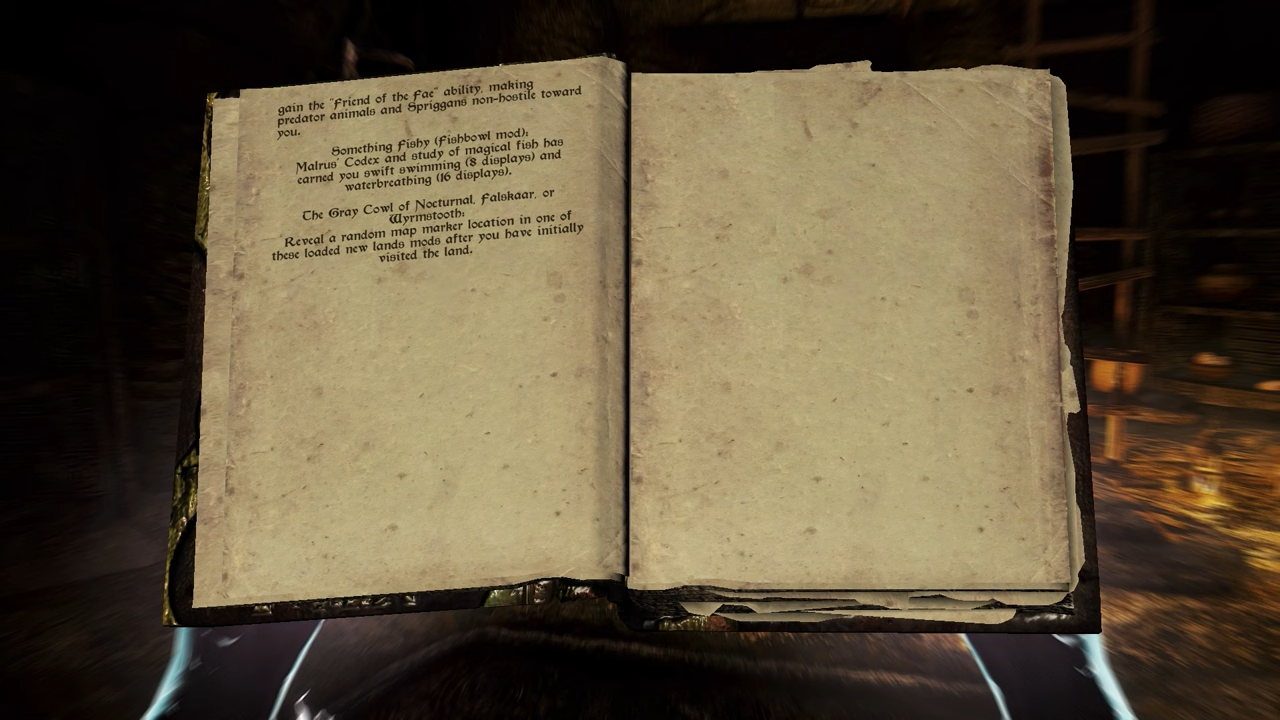 gain the "Friend of the Fae" ability, making
predator animals and Spriggans non-hostile toward
you.
Something Fishy (Fishbowl mod):
Malrus' Codex and study of magical fish has
earned you swift swimming (8 displays) and
waterbreathing (16 displays).
The Gray Cowl of Nocturnal, Falskaar, or
Wyrmstooth:
Reveal a random map marker location in one of
these loaded new lands mods after you have initially
visited the land.